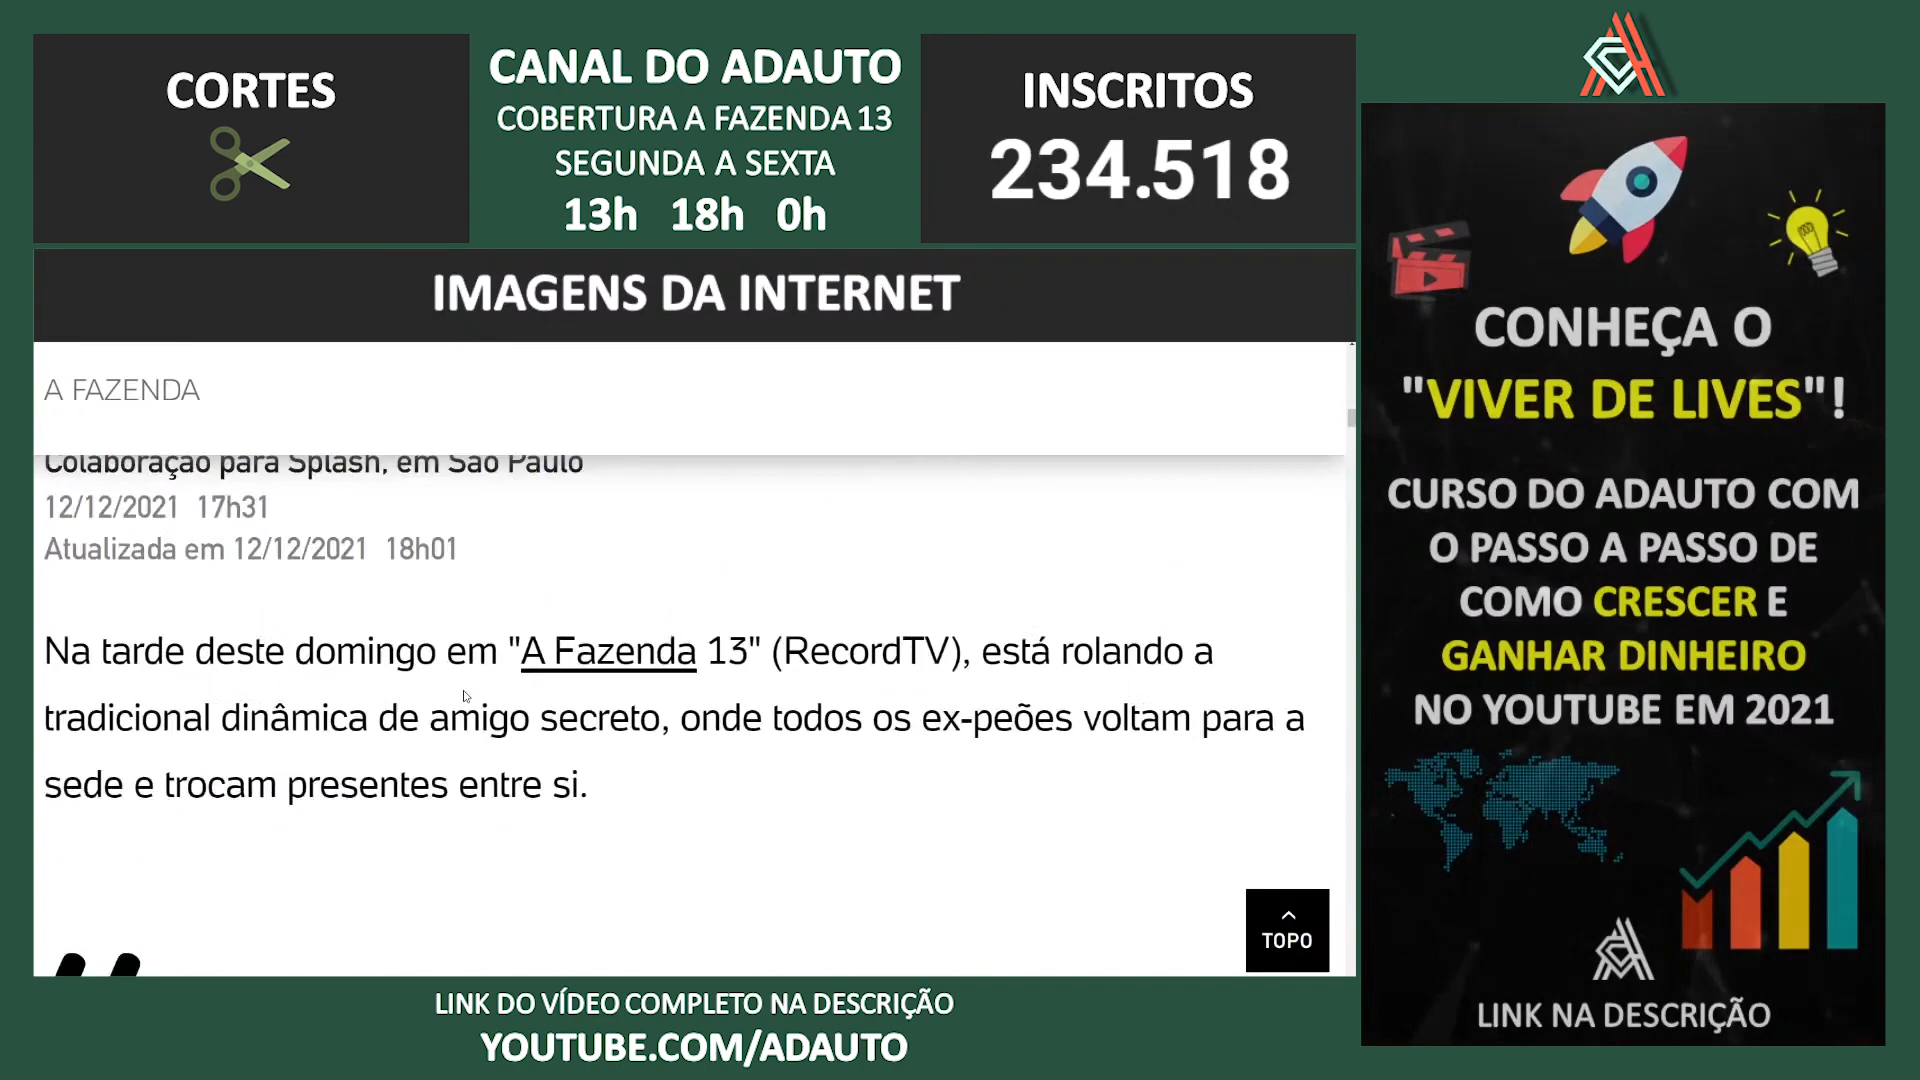 CORTES
CANAL DO ADAUTO
COBERTURA A FAZENDA 13
SEGUNDA A SEXTA
13h 18h 0h
INSCRITOS
234.518
IMAGENS DA INTERNET
A FAZENDA
Colaboração para Splash, em São Paulo
12/12/2021 17h31
Atualizada em 12/12/2021 18h01
Na tarde deste domingo em "A Fazenda 13" (RecordTV), está rolando a
tradicional dinâmica de amigo secreto, onde todos os ex-peões voltam para a
sede e trocam presentes entre si.
TOPO
LINK DO VÍDEO COMPLETO NA DESCRIÇÃO
YOUTUBE.COM/ADAUTO
CONHEÇA O
"VIVER DE LIVES"!
CURSO DO ADAUTO COM
O PASSO A PASSO DE
COMO CRESCER E
GANHAR DINHEIRO
NO YOUTUBE EM 2021
LINK NA DESCRIÇÃO